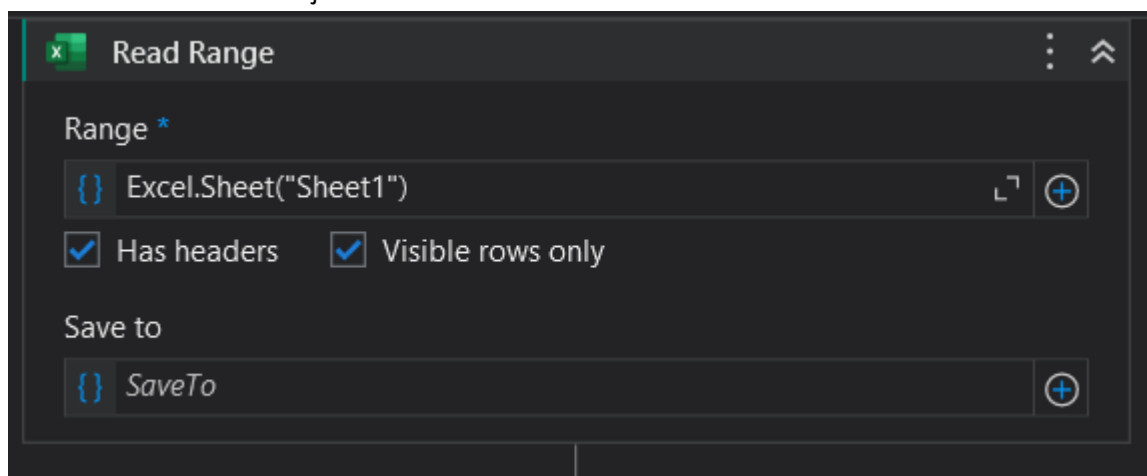 Read Range
Range *
{} Excel.Sheet("Sheet1")
Has headers Visible rows only
Save to
{} SaveTo